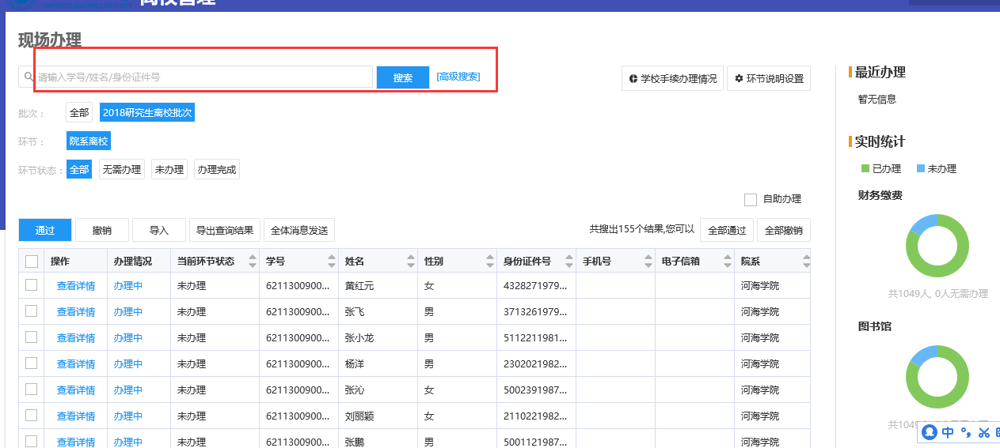 离校管理
现场办理
请输入学号/姓名/身份证件号 搜索 [高级搜索] 学校手续办理情况 环节说明设置
批次： 全部 2018研究生离校批次
环节： 院系离校
环节状态： 全部 无需办理 未办理 办理完成
自助办理
通过 撤销 导入 导出查询结果 全体消息发送 共搜出155个结果,您可以 全部通过 全部撤销
操作 办理情况 当前环节状态 学号 姓名 性别 身份证件号 手机号 电子信箱 院系
查看详情 办理中 未办理 6211300900... 黄红元 女 4328271979... 河海学院
查看详情 办理中 未办理 6211300900... 张飞 男 3713261979... 河海学院
查看详情 办理中 未办理 6211300900... 张小龙 男 5112211981... 河海学院
查看详情 办理中 未办理 6211300900... 杨洋 男 2302021982... 河海学院
查看详情 办理中 未办理 6211300900... 张沁 女 5002391987... 河海学院
查看详情 办理中 未办理 6211300900... 刘丽颖 女 2110221982... 河海学院
查看详情 办理中 未办理 6211300900... 张鹏 男 5001121987... 河海学院
最近办理
暂无信息
实时统计
已办理 未办理
财务缴费
共1049人, 0人无需办理
图书馆
共1049
中